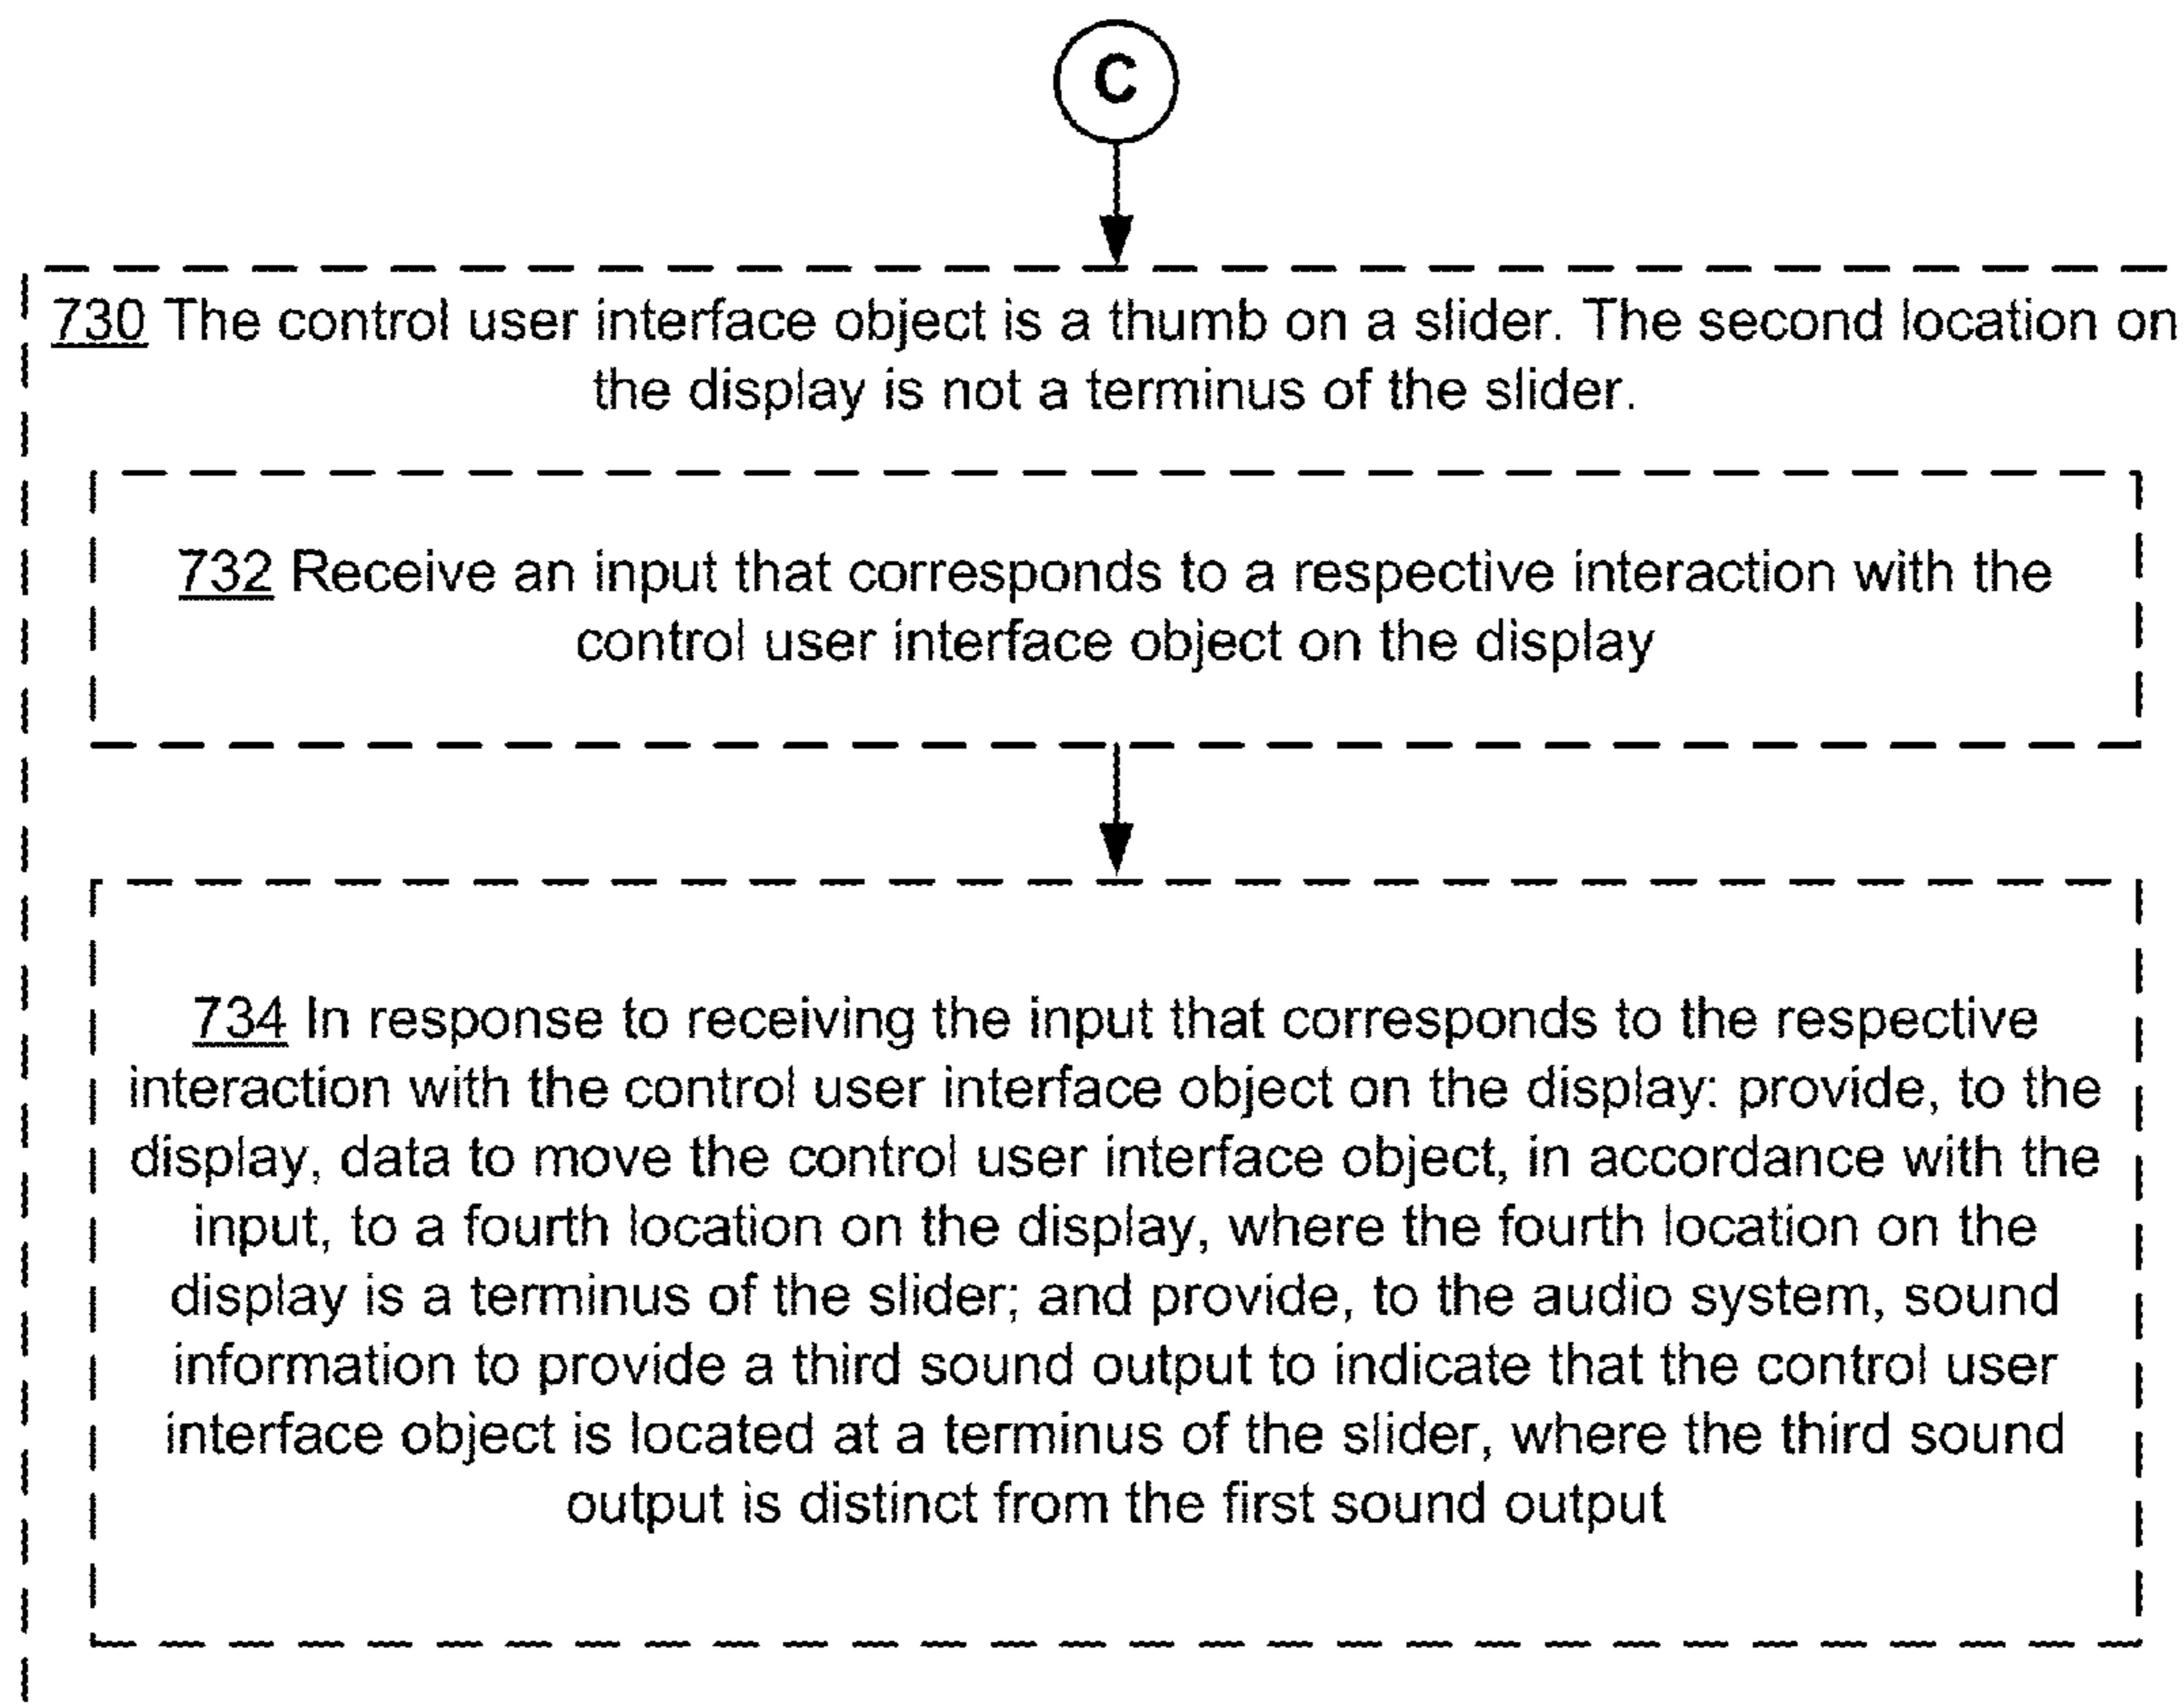 C
730 The control user interface object is a thumb on a slider. The second location on
the display is not a terminus of the slider.
732 Receive an input that corresponds to a respective interaction with the
control user interface object on the display
734 In response to receiving the input that corresponds to the respective
interaction with the control user interface object on the display: provide, to the
display, data to move the control user interface object, in accordance with the
input, to a fourth location on the display, where the fourth location on the
display is a terminus of the slider; and provide, to the audio system, sound
information to provide a third sound output to indicate that the control user
interface object is located at a terminus of the slider, where the third sound
output is distinct from the first sound output